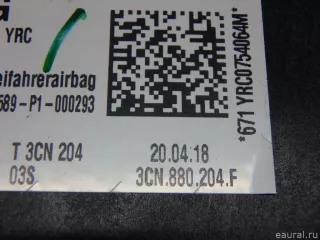 YRC
eifahrerairbag
589-P1-000293
T 3CN 204
20.04.18
03S
3CN.880.204.F
*671 YRC0754064M*
eaural.ru